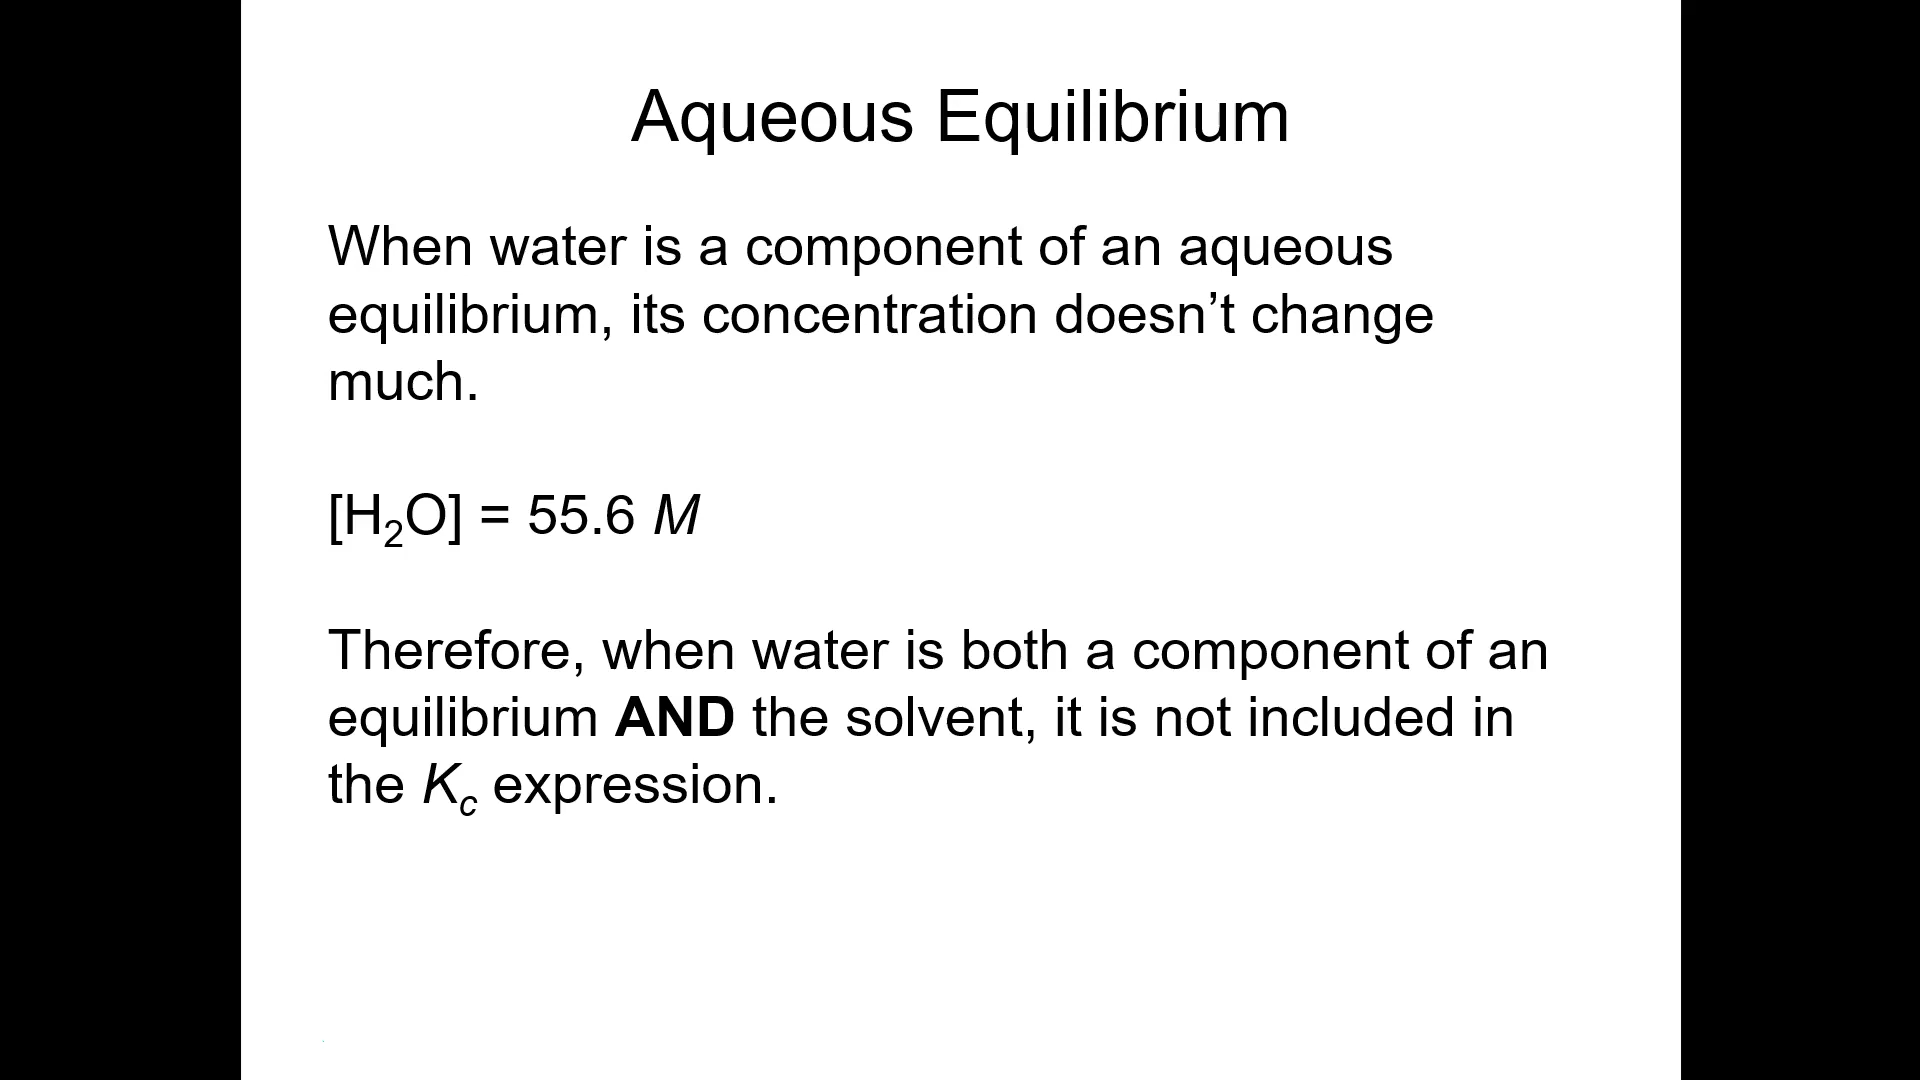 Aqueous Equilibrium
When water is a component of an aqueous
equilibrium, its concentration doesn’t change
much.
[H₂O] = 55.6 M
Therefore, when water is both a component of an
equilibrium AND the solvent, it is not included in
the K꜀ expression.